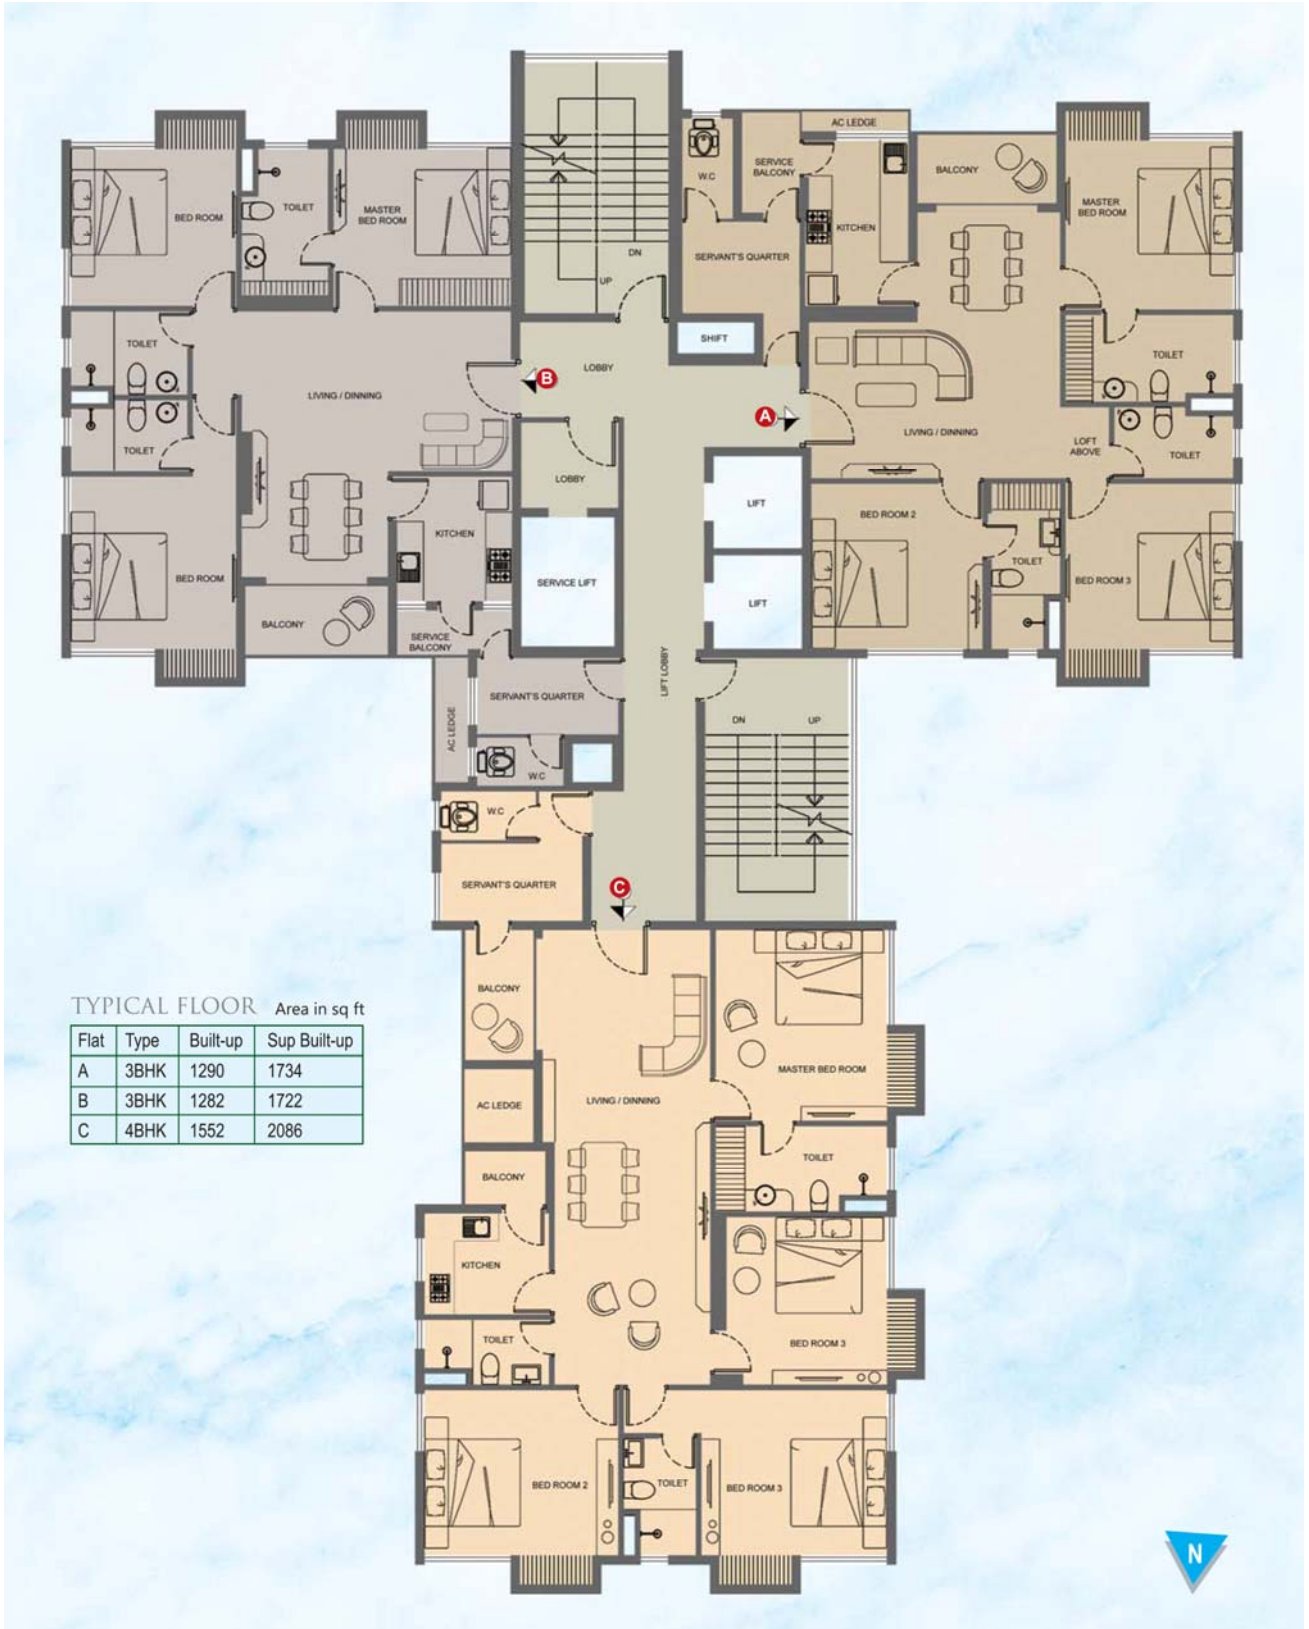 AC LEDGE
W.C
SERVICE
BALCONY
BALCONY
BED ROOM
TOILET
MASTER
BED ROOM
KITCHEN
MASTER
BED ROOM
DN
UP
SERVANT'S QUARTER
SHIFT
TOILET
LOBBY
B
TOILET
LIVING / DINNING
A
LIVING / DINNING
LOFT
ABOVE
TOILET
TOILET
LOBBY
LIFT
BED ROOM 2
KITCHEN
SERVICE LIFT
TOILET
BED ROOM
BED ROOM 3
LIFT
BALCONY
SERVICE
BALCONY
LIFT LOBBY
SERVANT'S QUARTER
AC LEDGE
DN
UP
W.C
W.C
SERVANT'S QUARTER
C
BALCONY
TYPICAL FLOOR Area in sq ft
Flat Type Built-up Sup Built-up
A 3BHK 1290 1734
B 3BHK 1282 1722
C 4BHK 1552 2086
MASTER BED ROOM
AC LEDGE
LIVING / DINNING
TOILET
BALCONY
KITCHEN
TOILET
BED ROOM 3
BED ROOM 2
TOILET
BED ROOM 3
N